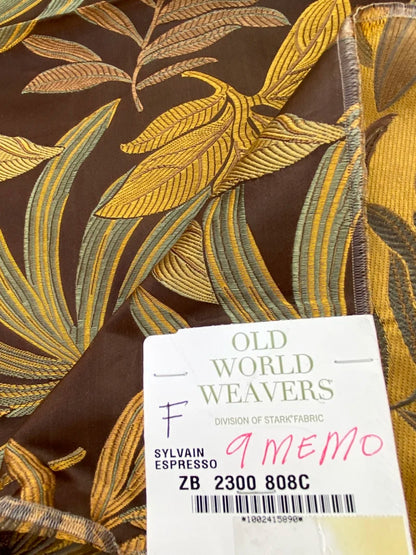 OLD
WORLD
WEAVERS
DIVISION OF STARK® FABRIC
F
SYLVAIN
ESPRESSO
9 MEMO
ZB 2300 808C
*1002415890*